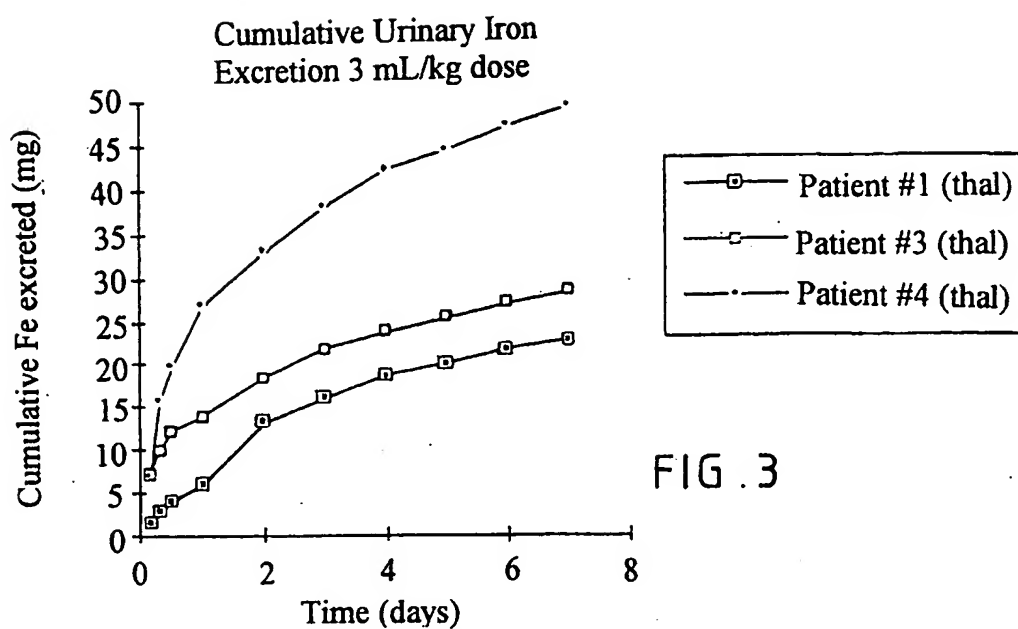 Cumulative Urinary Iron
Excretion 3 mL/kg dose
Cumulative Fe excreted (mg)
50
45
40
35
30
25
20
15
10
5
0
0 2 4 6 8
Time (days)
Patient #1 (thal)
Patient #3 (thal)
Patient #4 (thal)
FIG.3